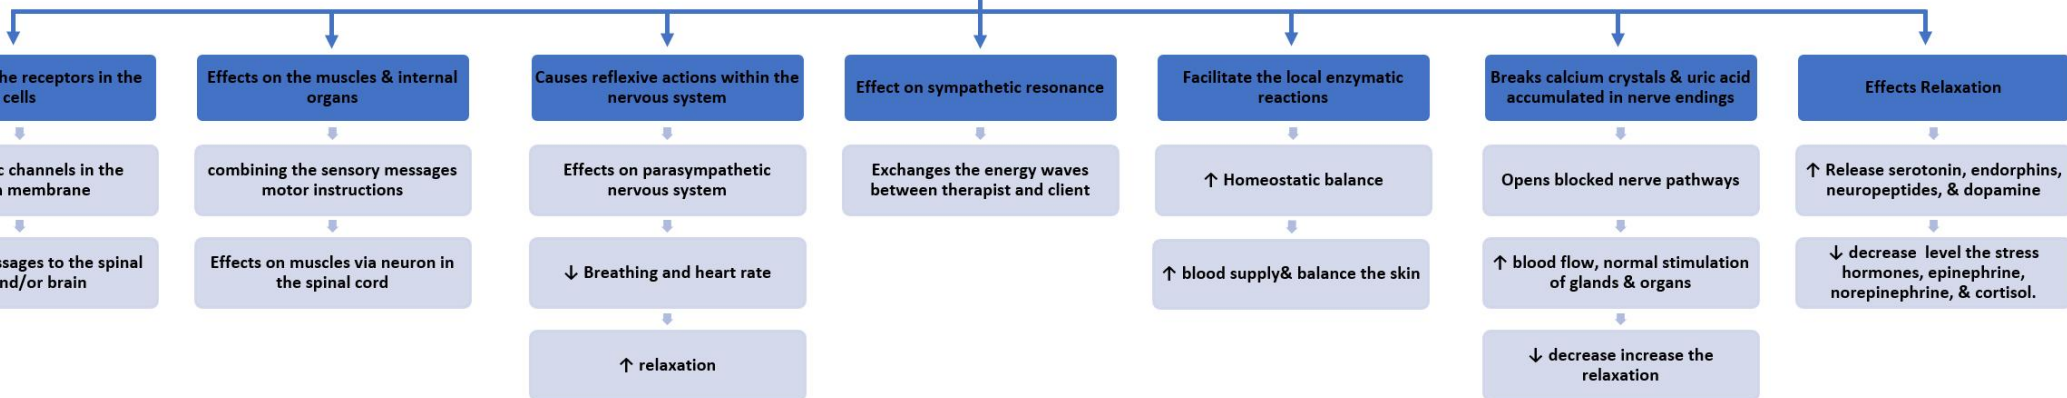 he receptors in the
cells
channels in the
membrane
ssages to the spinal
nd/or brain
Effects on the muscles & internal
organs
combining the sensory messages
motor instructions
Effects on muscles via neuron in
the spinal cord
Causes reflexive actions within the
nervous system
Effects on parasympathetic
nervous system
↓ Breathing and heart rate
↑ relaxation
Effect on sympathetic resonance
Exchanges the energy waves
between therapist and client
Facilitate the local enzymatic
reactions
↑ Homeostatic balance
↑ blood supply& balance the skin
Breaks calcium crystals & uric acid
accumulated in nerve endings
Opens blocked nerve pathways
↑ blood flow, normal stimulation
of glands & organs
↓ decrease increase the
relaxation
Effects Relaxation
↑ Release serotonin, endorphins,
neuropeptides, & dopamine
↓ decrease level the stress
hormones, epinephrine,
norepinephrine, & cortisol.